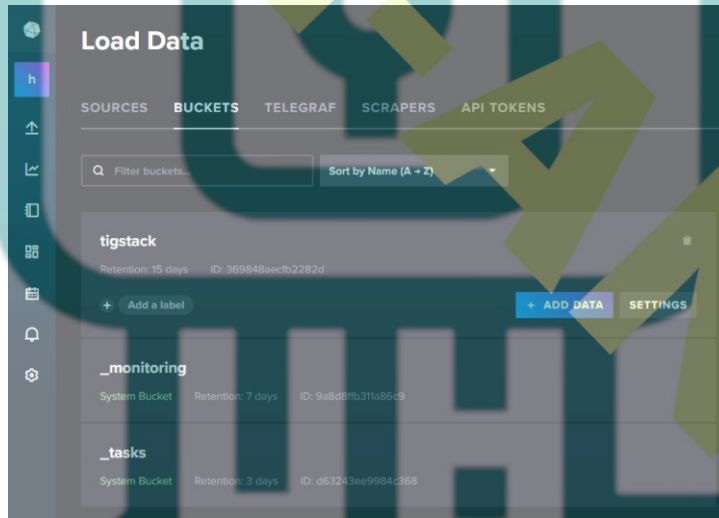 Load Data
h
SOURCES BUCKETS TELEGRAF SCRAPERS API TOKENS
Filter buckets...
Sort by Name (A → Z)
tigstack
Retention: 15 days ID: 369848aecfb2282d
+ Add a label
+ ADD DATA SETTINGS
_monitoring
System Bucket Retention: 7 days ID: 9a8d8ffb311a86c9
_tasks
System Bucket Retention: 3 days ID: d63243ee9984c368